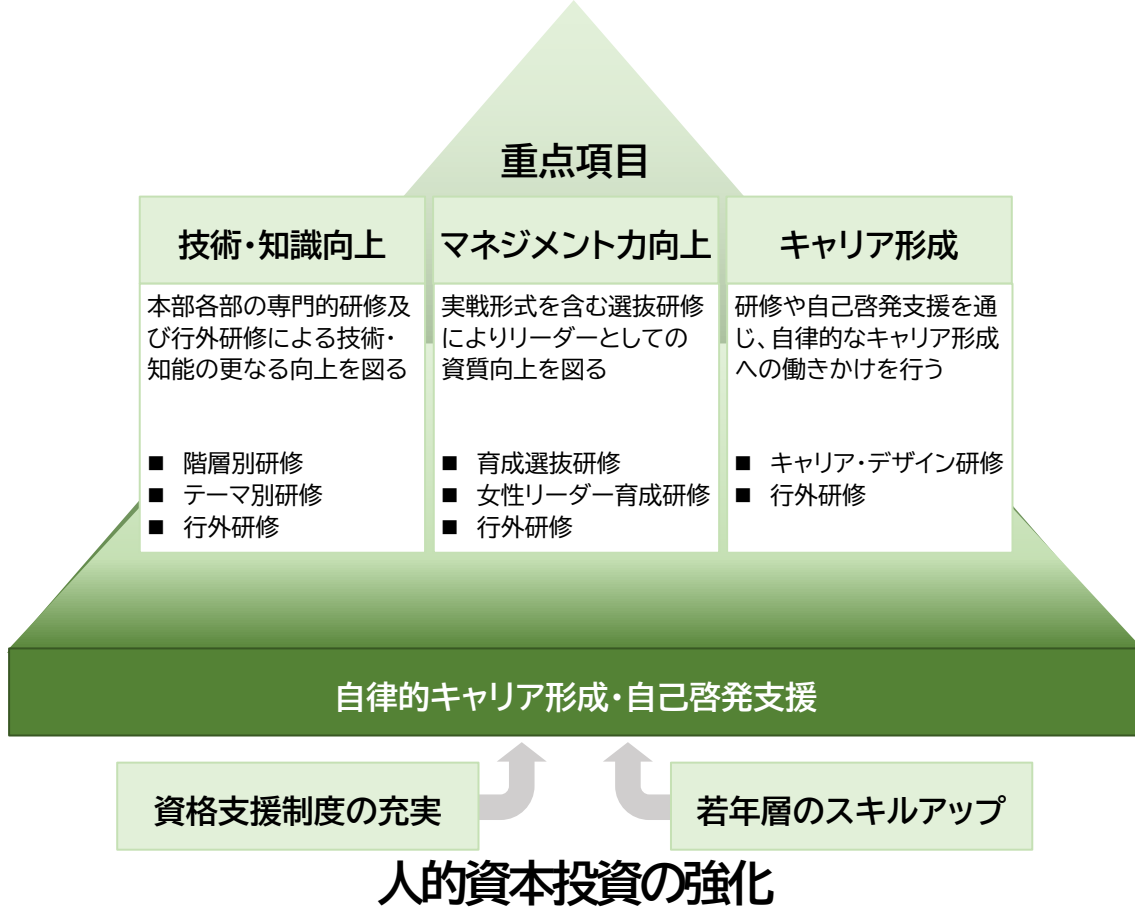 重点項目
技術・知識向上
本部各部の専門的研修及
び行外研修による技術・
知能の更なる向上を図る
■ 階層別研修
■ テーマ別研修
■ 行外研修
マネジメント力向上
実戦形式を含む選抜研修
によりリーダーとしての
資質向上を図る
■ 育成選抜研修
■ 女性リーダー育成研修
■ 行外研修
キャリア形成
研修や自己啓発支援を通
じ、自律的なキャリア形成
への働きかけを行う
■ キャリア・デザイン研修
■ 行外研修
自律的キャリア形成・自己啓発支援
資格支援制度の充実
若年層のスキルアップ
人的資本投資の強化